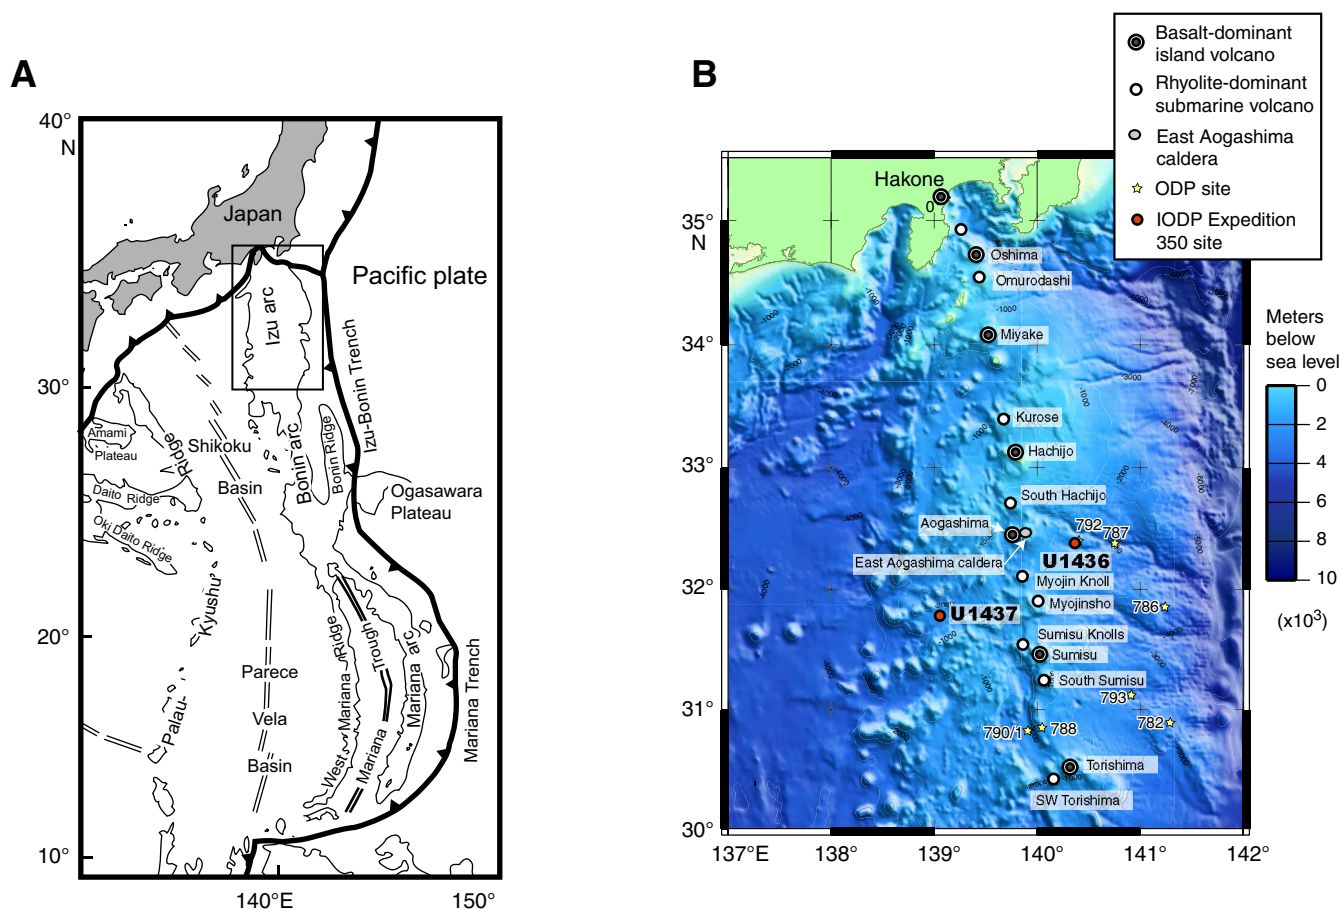 A
40°
N
30°
20°
10°
140°E
150°
Japan
Pacific plate
Izu arc
Izu-Bonin Trench
Bonin arc
Bonin Ridge
Shikoku
Basin
Amami
Plateau
Daito Ridge
Oki Daito Ridge
Ogasawara
Plateau
Kyushu
Palau-
Ridge
Parece
Vela
Basin
West Mariana Ridge
Mariana Trough
Mariana arc
Mariana Trench
B
Basalt-dominant
island volcano
Rhyolite-dominant
submarine volcano
East Aogashima
caldera
ODP site
IODP Expedition
350 site
Hakone
0
Oshima
Omurodashi
Miyake
Kurose
Hachijo
South Hachijo
Aogashima
East Aogashima caldera
792
787
U1436
Myojin Knoll
Myojinsho
786
U1437
Sumisu Knolls
Sumisu
South Sumisu
793
782
790/1
788
Torishima
SW Torishima
35°
N
34°
33°
32°
31°
30°
137°E
138°
139°
140°
141°
142°
Meters
below
sea level
0
2
4
6
8
10
(x10³)